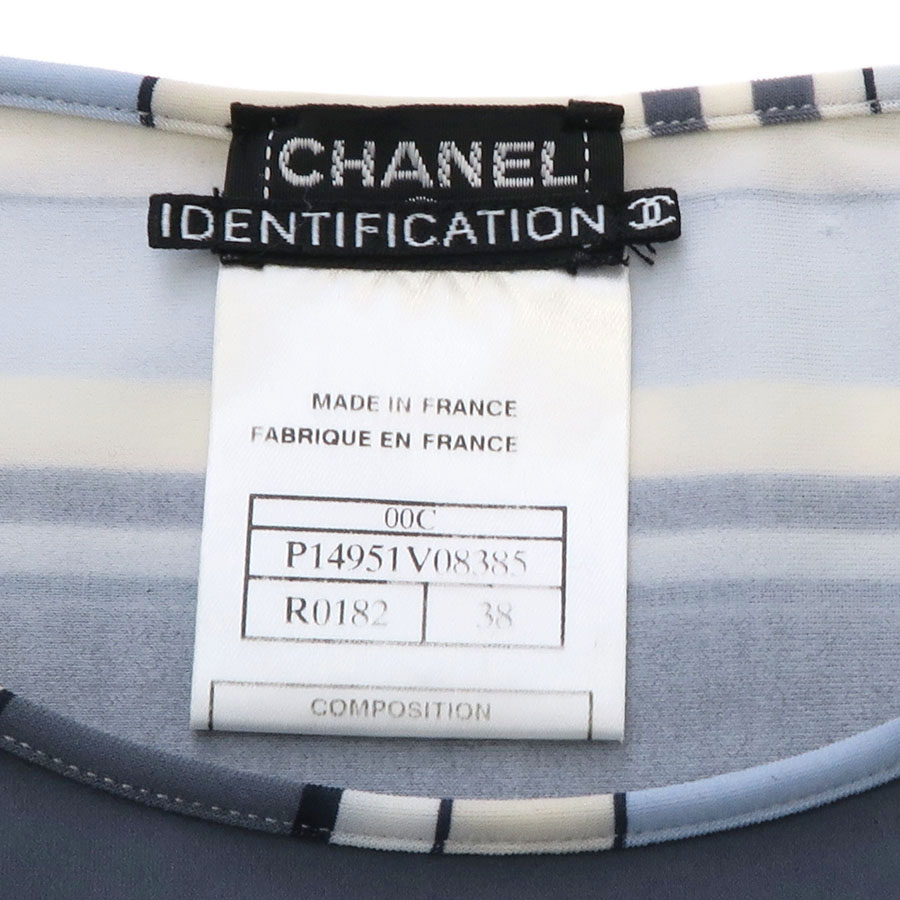 CHANEL
IDENTIFICATION
MADE IN FRANCE
FABRIQUE EN FRANCE
00C
P14951V08385
R0182 38
COMPOSITION